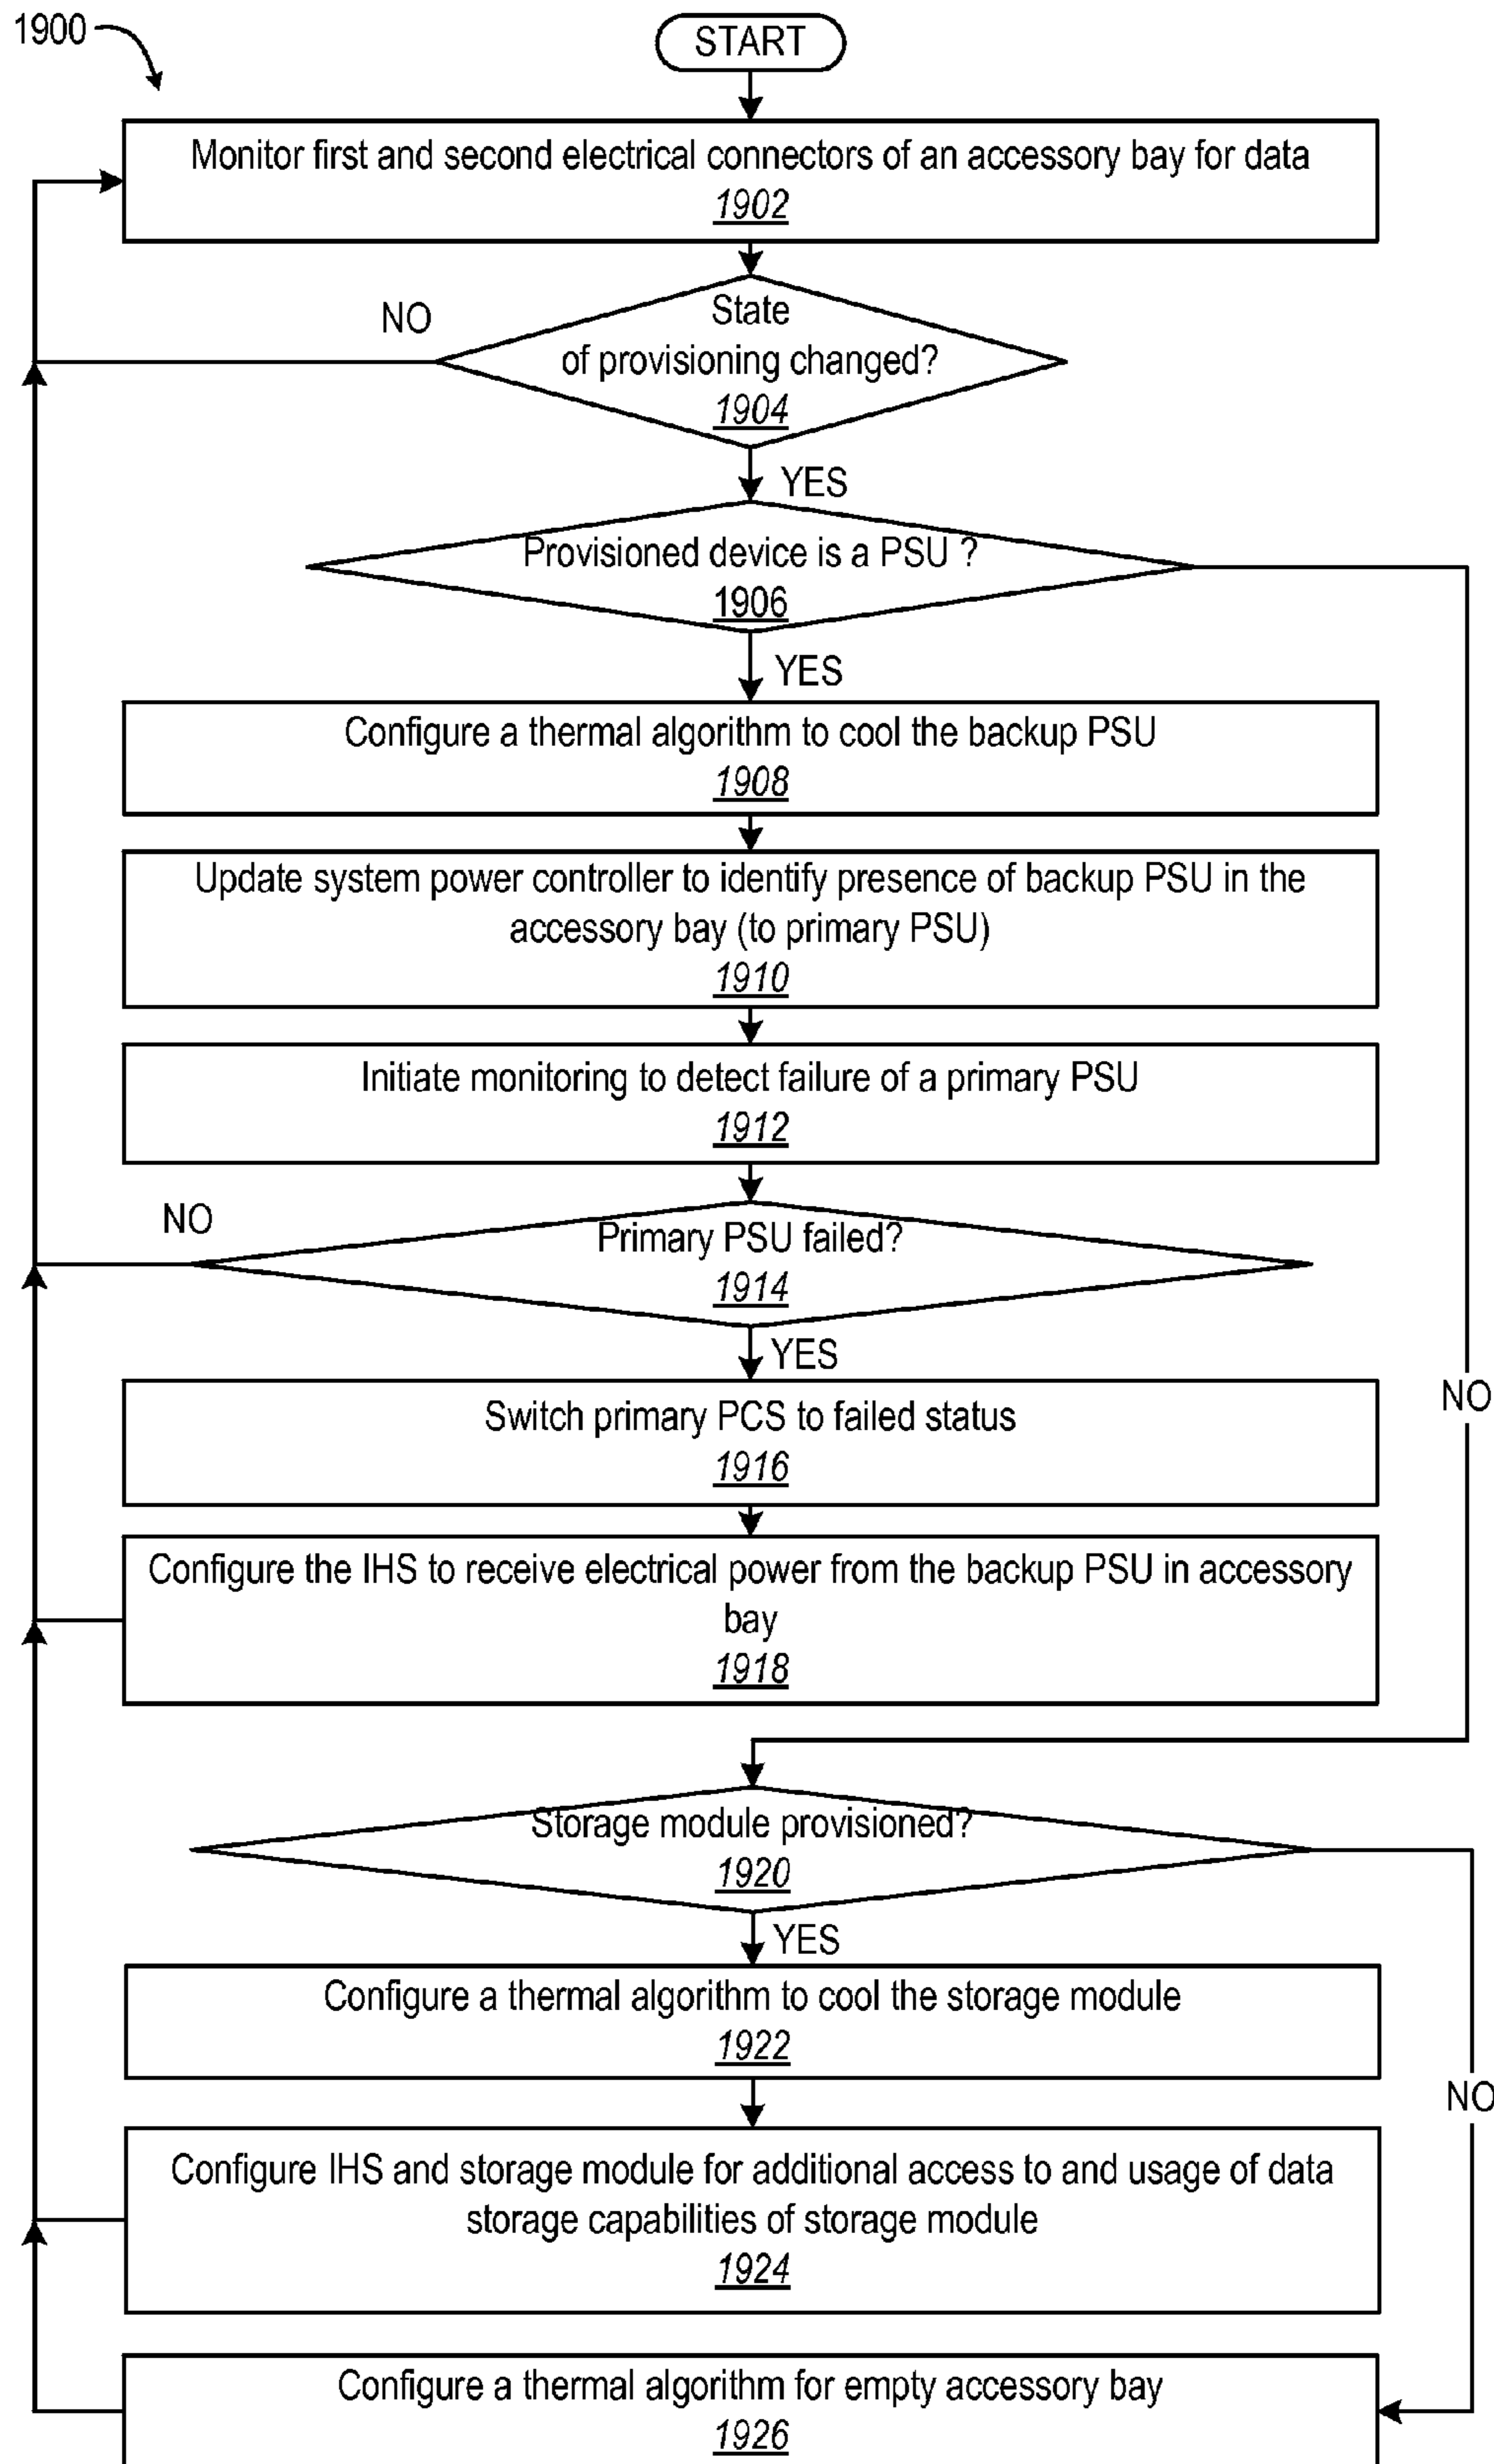 1900
START
Monitor first and second electrical connectors of an accessory bay for data
1902
NO
State
of provisioning changed?
1904
YES
Provisioned device is a PSU ?
1906
YES
Configure a thermal algorithm to cool the backup PSU
1908
Update system power controller to identify presence of backup PSU in the
accessory bay (to primary PSU)
1910
Initiate monitoring to detect failure of a primary PSU
1912
NO
Primary PSU failed?
1914
YES
NO
Switch primary PCS to failed status
1916
Configure the IHS to receive electrical power from the backup PSU in accessory
bay
1918
Storage module provisioned?
1920
YES
Configure a thermal algorithm to cool the storage module
1922
NO
Configure IHS and storage module for additional access to and usage of data
storage capabilities of storage module
1924
Configure a thermal algorithm for empty accessory bay
1926